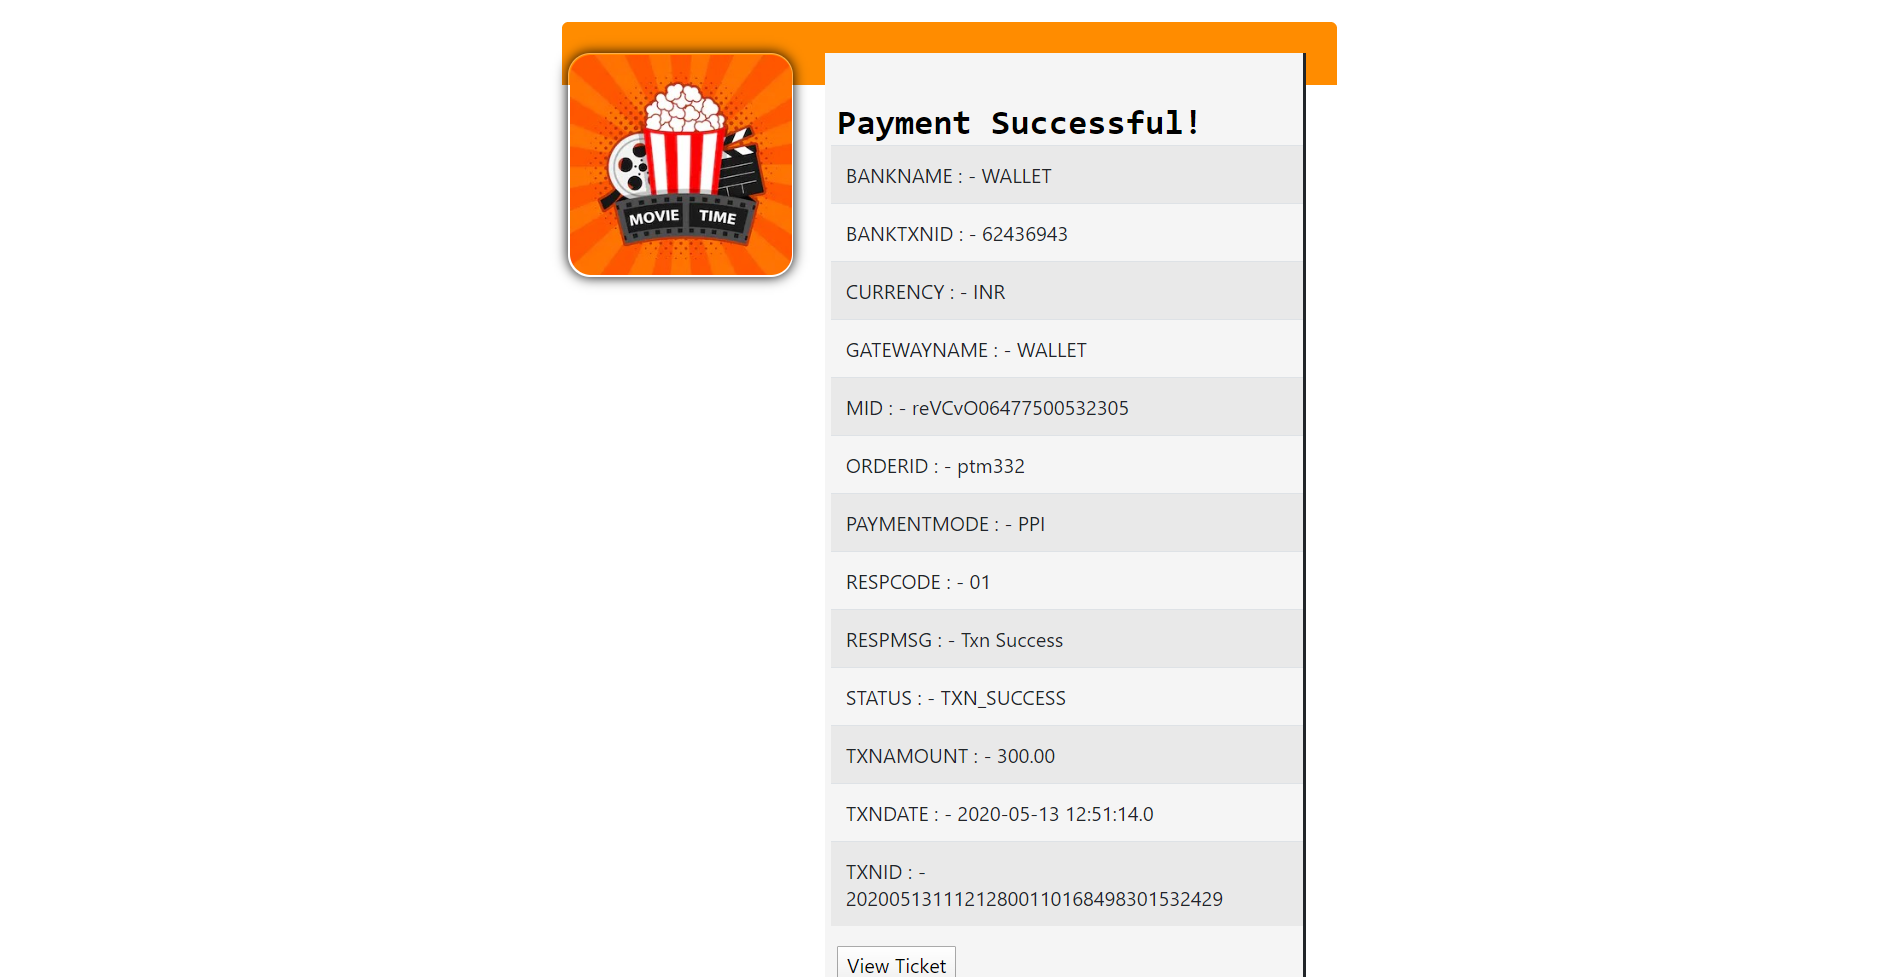 MOVIE TIME
Payment Successful!
BANKNAME : - WALLET
BANKTXNID : - 62436943
CURRENCY : - INR
GATEWAYNAME : - WALLET
MID : - reVCvO06477500532305
ORDERID : - ptm332
PAYMENTMODE : - PPI
RESPCODE : - 01
RESPMSG : - Txn Success
STATUS : - TXN_SUCCESS
TXNAMOUNT : - 300.00
TXNDATE : - 2020-05-13 12:51:14.0
TXNID : -
20200513111212800110168498301532429
View Ticket